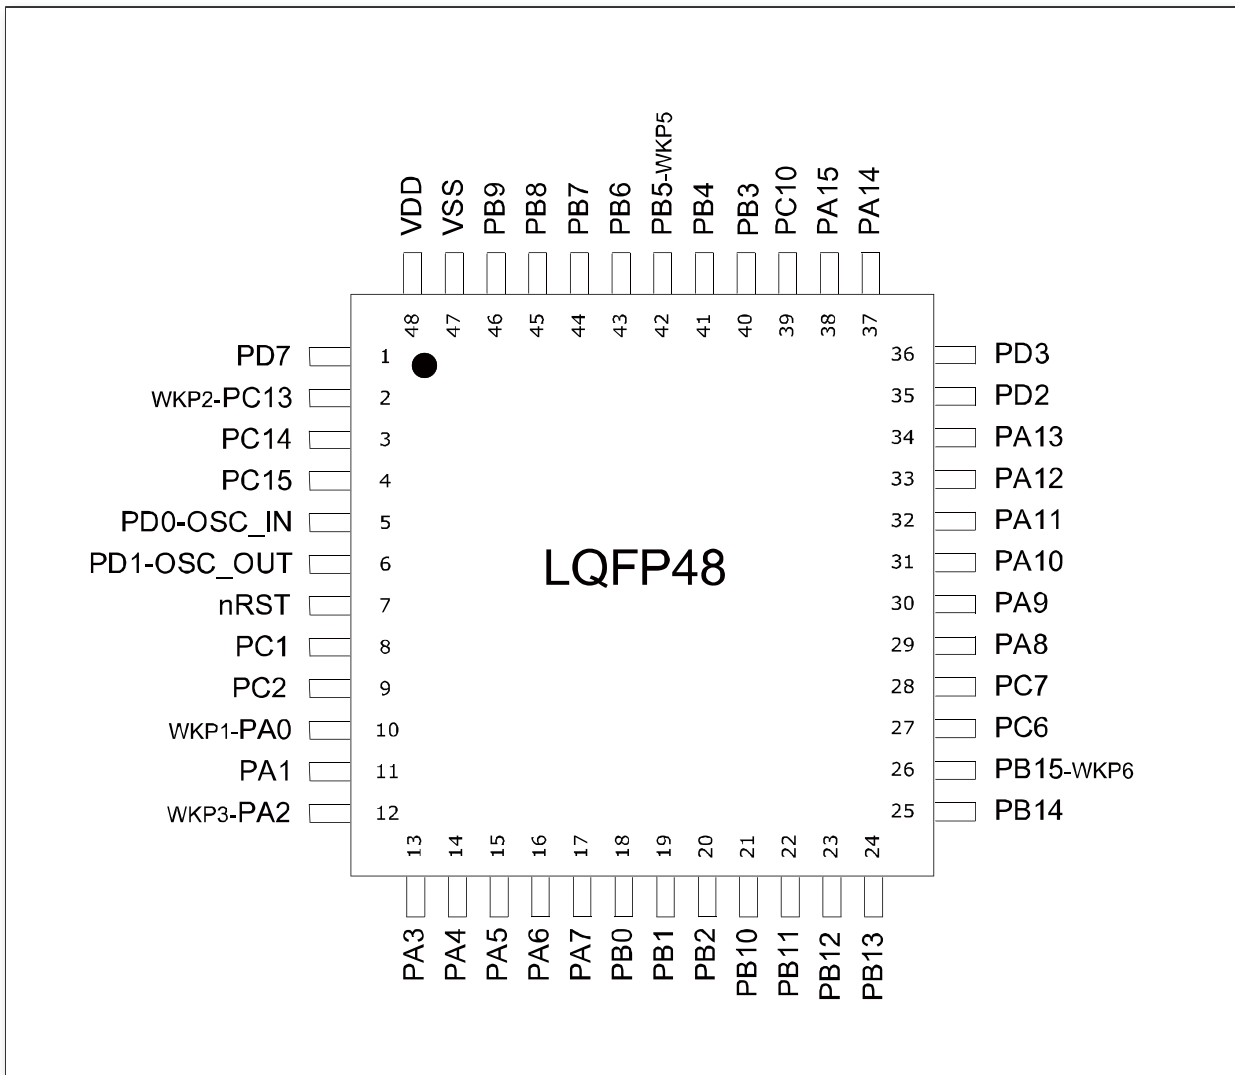 VDD
VSS
PB9
PB8
PB7
PB6
PB5-WKP5
PB4
PB3
PC10
PA15
PA14
48
47
46
45
44
43
42
41
40
39
38
37
PD7 1
WKP2-PC13 2
PC14 3
PC15 4
PD0-OSC_IN 5
PD1-OSC_OUT 6
nRST 7
PC1 8
PC2 9
WKP1-PA0 10
PA1 11
WKP3-PA2 12
LQFP48
36 PD3
35 PD2
34 PA13
33 PA12
32 PA11
31 PA10
30 PA9
29 PA8
28 PC7
27 PC6
26 PB15-WKP6
25 PB14
13
14
15
16
17
18
19
20
21
22
23
24
PA3
PA4
PA5
PA6
PA7
PB0
PB1
PB2
PB10
PB11
PB12
PB13